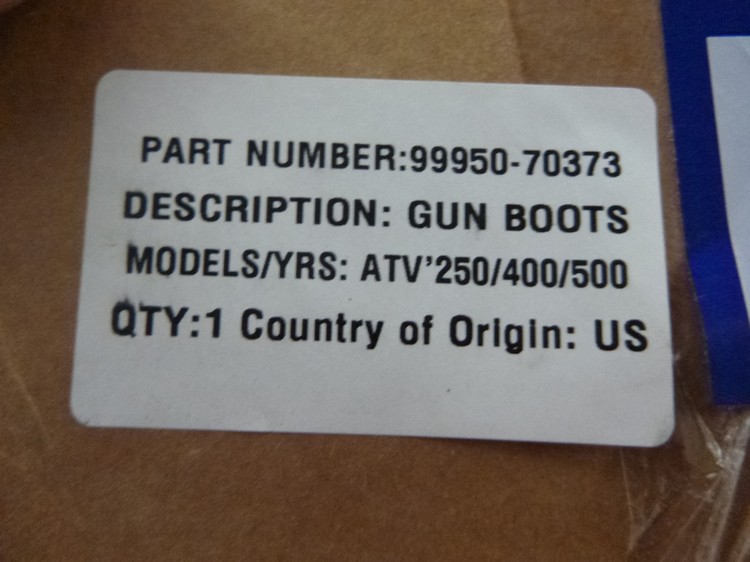 PART NUMBER:99950-70373
DESCRIPTION: GUN BOOTS
MODELS/YRS: ATV'250/400/500
QTY:1 Country of Origin: US